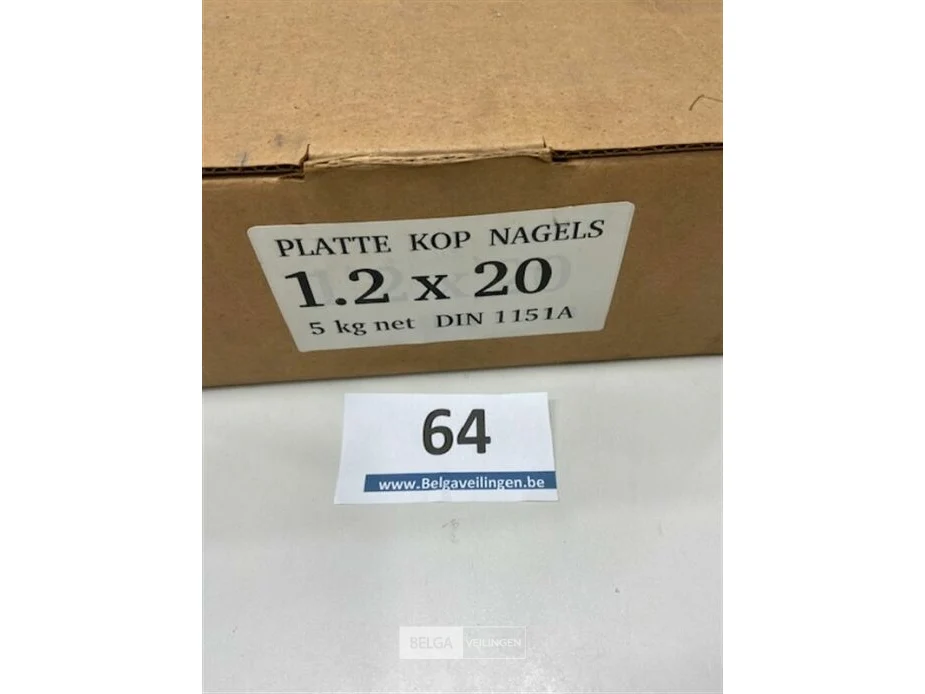 PLATTE KOP NAGELS
1.2 x 20
5 kg net DIN 1151A
64
www.Belgaveilingen.be
BELGA VEILINGEN